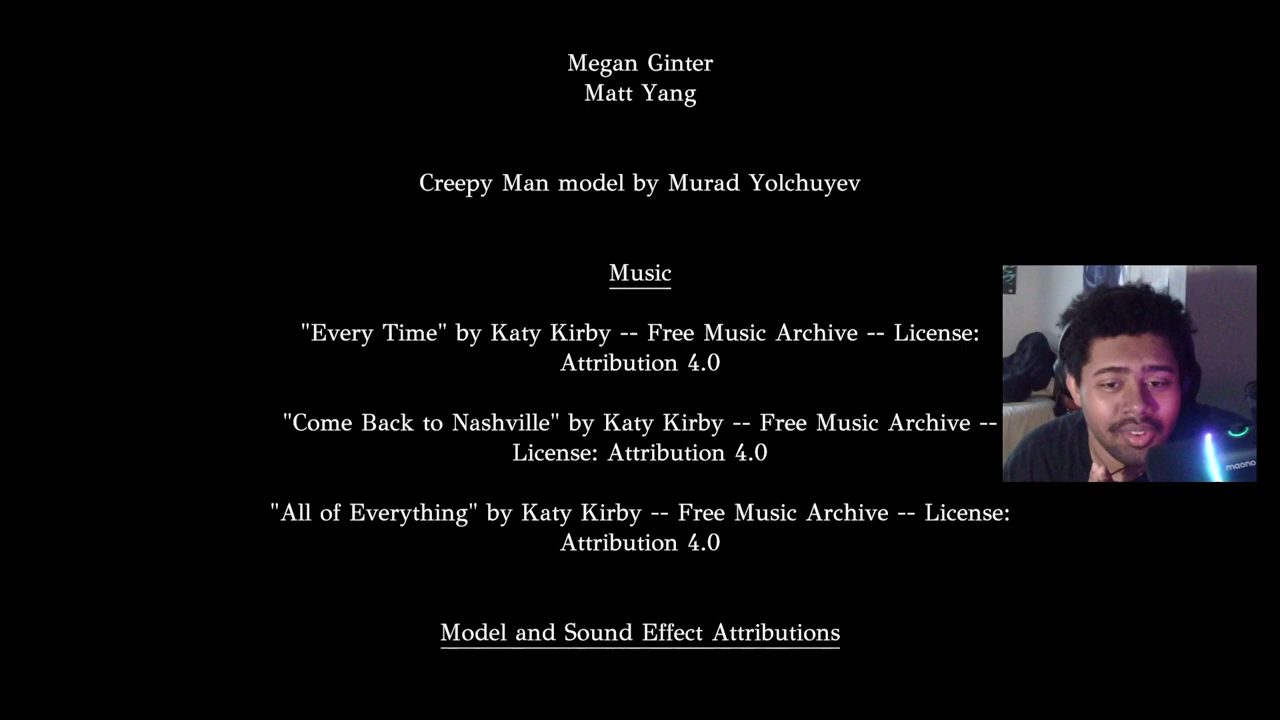 Megan Ginter
Matt Yang
Creepy Man model by Murad Yolchuyev
Music
"Every Time" by Katy Kirby -- Free Music Archive -- License:
Attribution 4.0
"Come Back to Nashville" by Katy Kirby -- Free Music Archive --
License: Attribution 4.0
"All of Everything" by Katy Kirby -- Free Music Archive -- License:
Attribution 4.0
maono
Model and Sound Effect Attributions